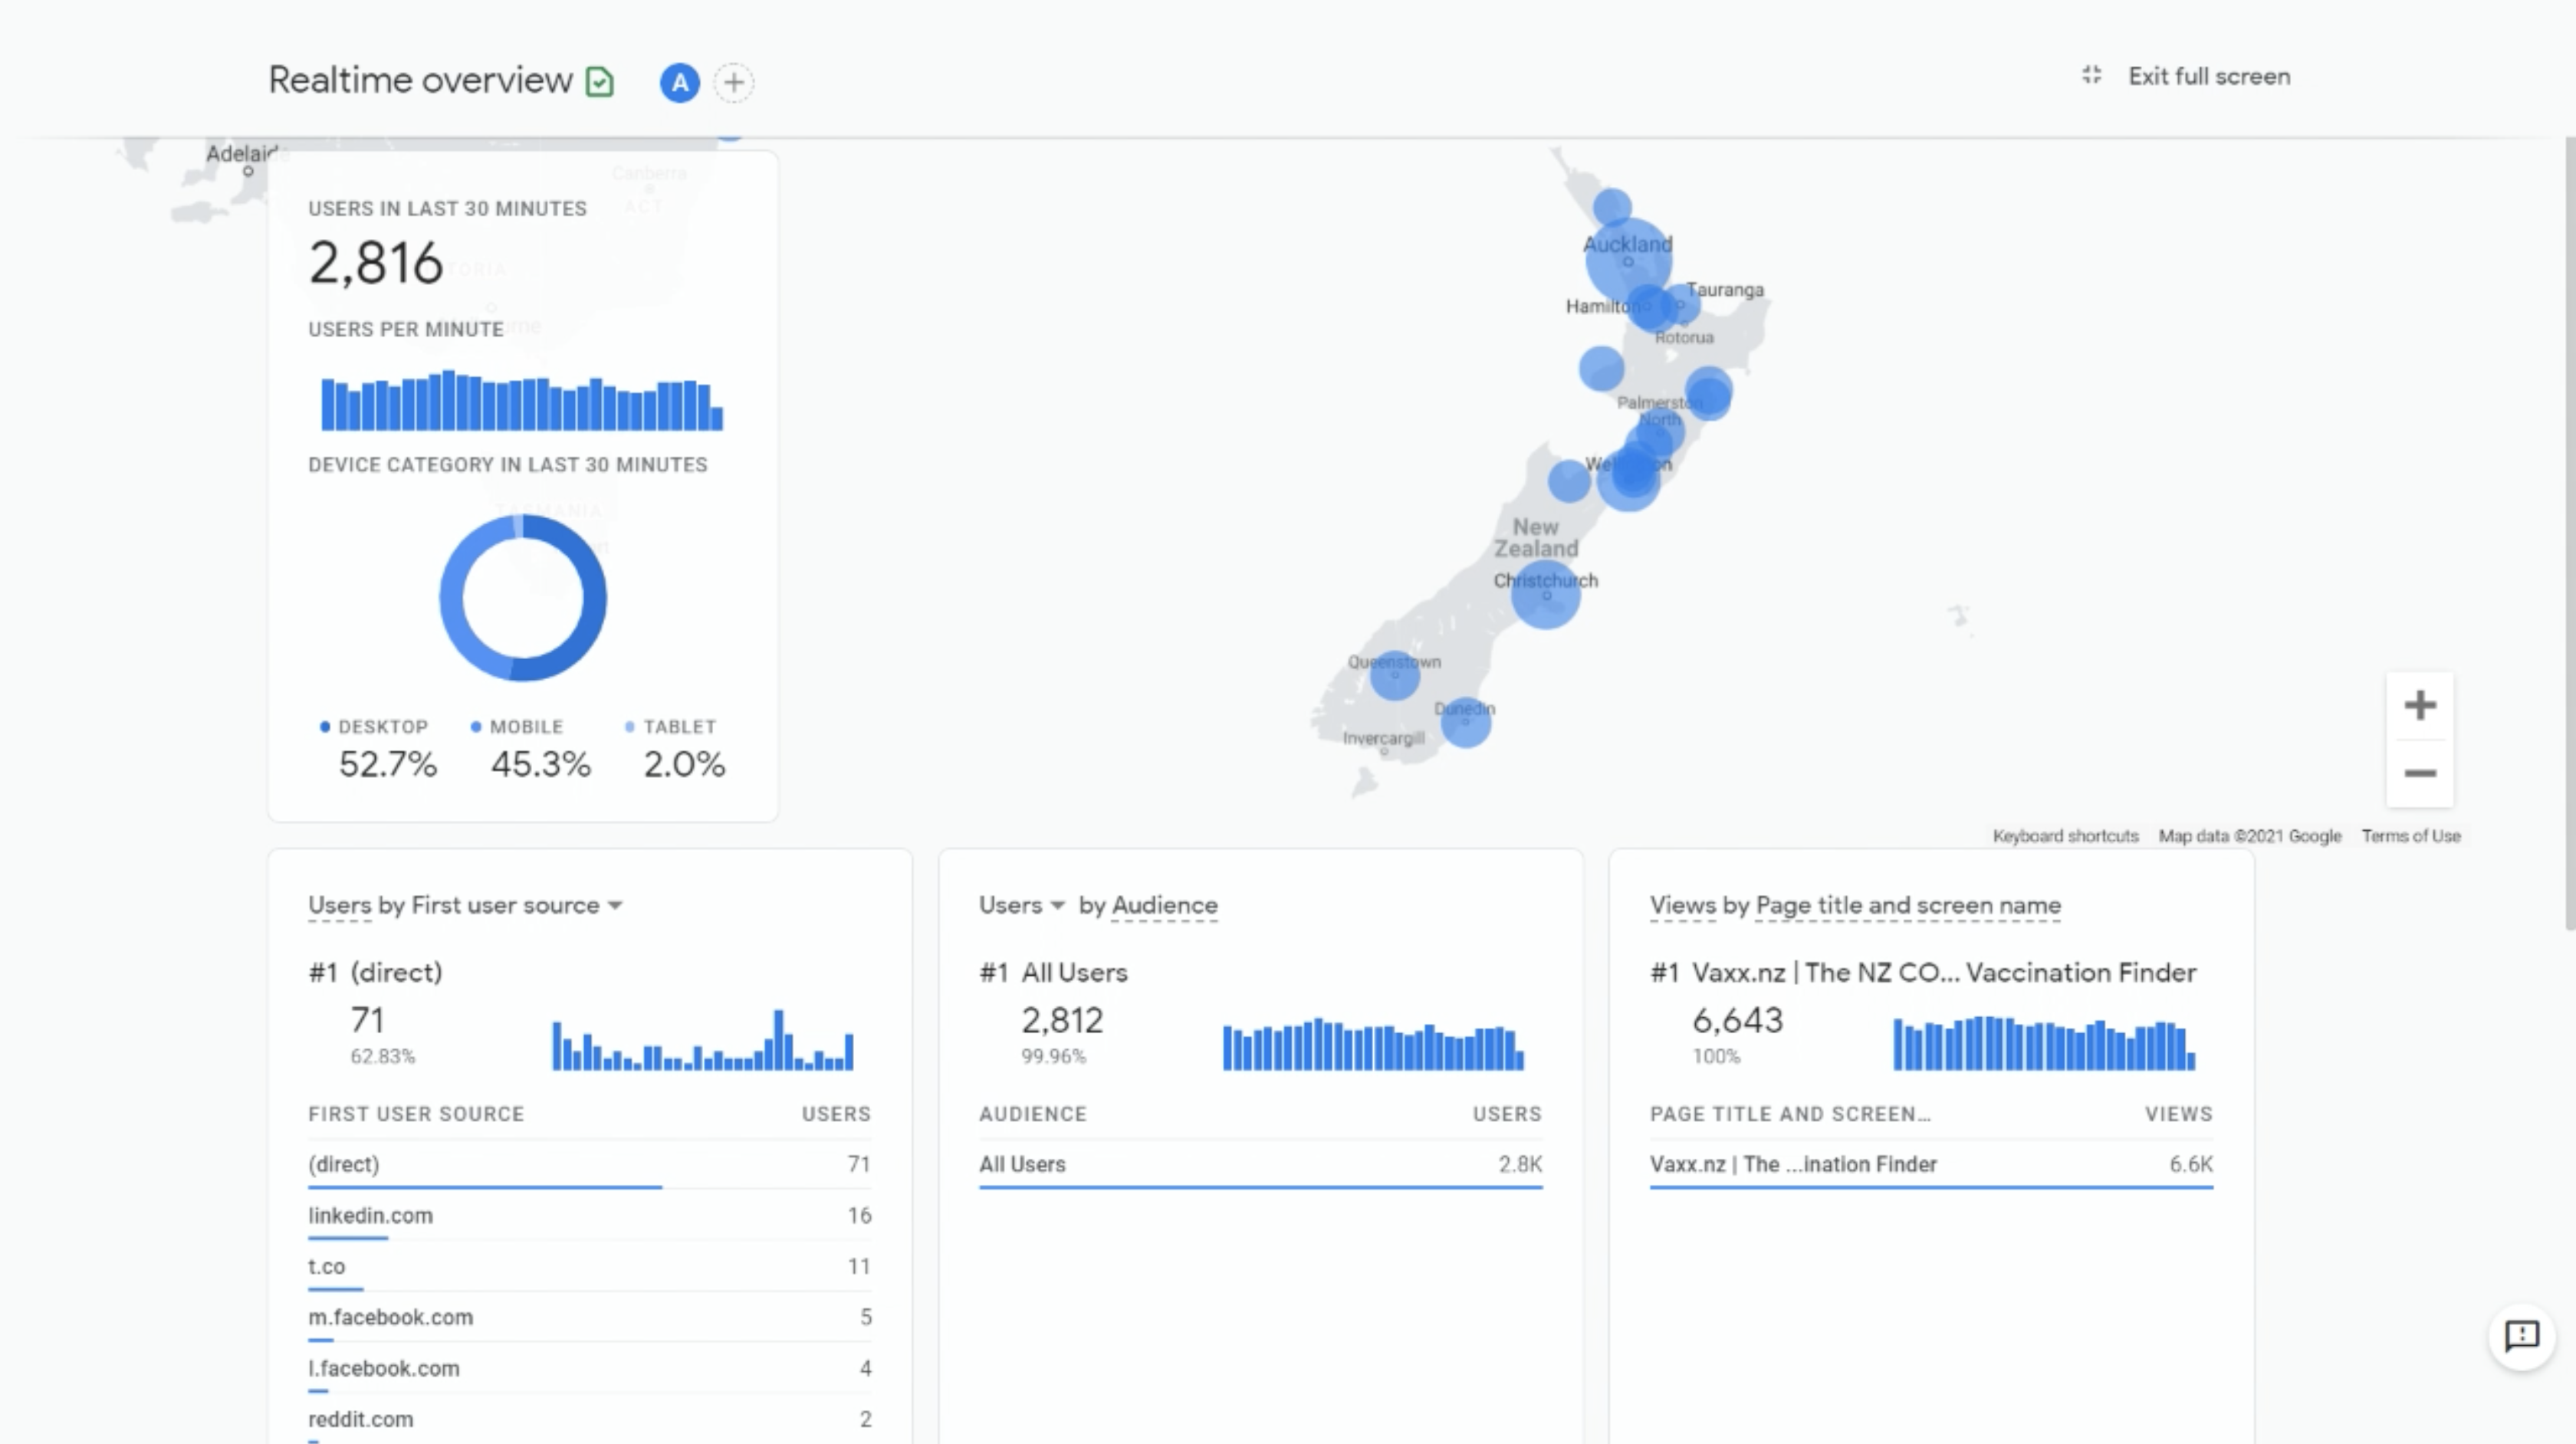 Realtime overview
A
Exit full screen
Adelaide
Canberra
ACT
USERS IN LAST 30 MINUTES
2,816
USERS PER MINUTE
DEVICE CATEGORY IN LAST 30 MINUTES
TASMANIA
DESKTOP MOBILE TABLET
52.7% 45.3% 2.0%
Auckland
Tauranga
Hamilton
Rotorua
Palmerston
North
New
Zealand
Christchurch
Queenstown
Dunedin
Invercargill
Keyboard shortcuts Map data ©2021 Google Terms of Use
Users by First user source
#1 (direct)
71
62.83%
FIRST USER SOURCE USERS
(direct) 71
linkedin.com 16
t.co 11
m.facebook.com 5
l.facebook.com 4
reddit.com 2
Users by Audience
#1 All Users
2,812
99.96%
AUDIENCE USERS
All Users 2.8K
Views by Page title and screen name
#1 Vaxx.nz | The NZ CO... Vaccination Finder
6,643
100%
PAGE TITLE AND SCREEN... VIEWS
Vaxx.nz | The ...ination Finder 6.6K